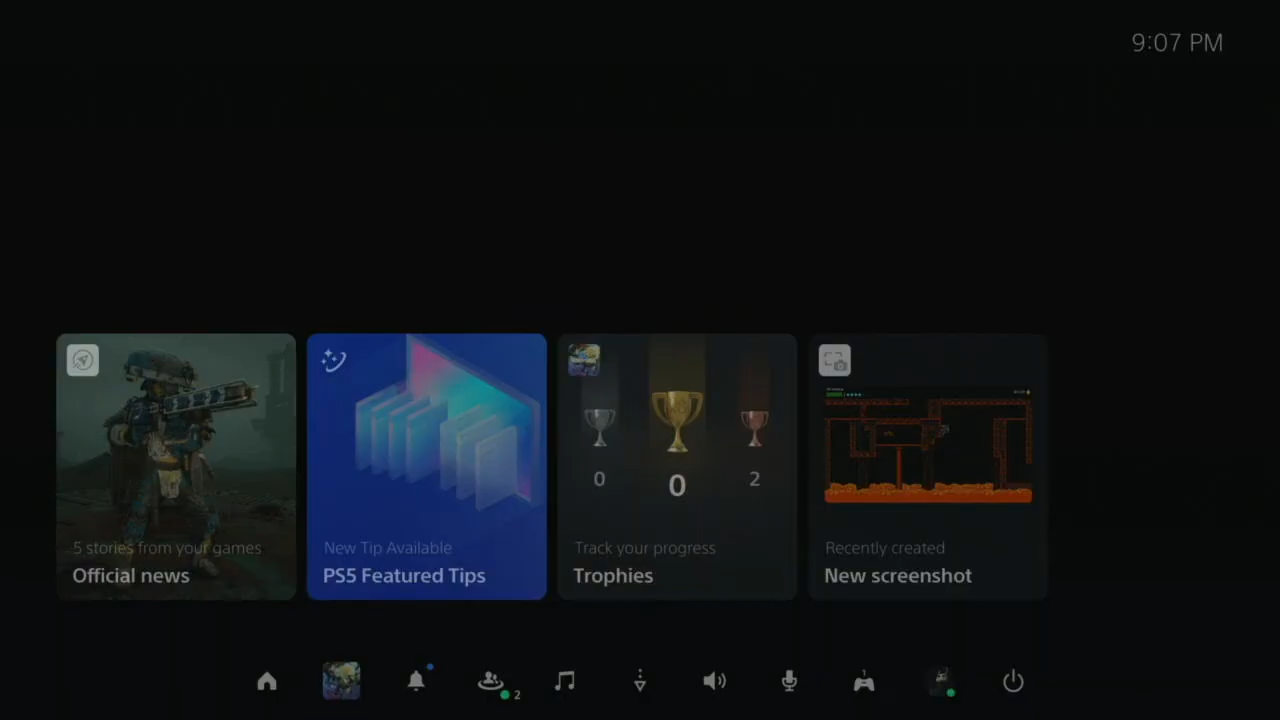 9:07 PM
5 stories from your games
Official news
New Tip Available
PS5 Featured Tips
0
0
2
Track your progress
Trophies
Recently created
New screenshot
2
1